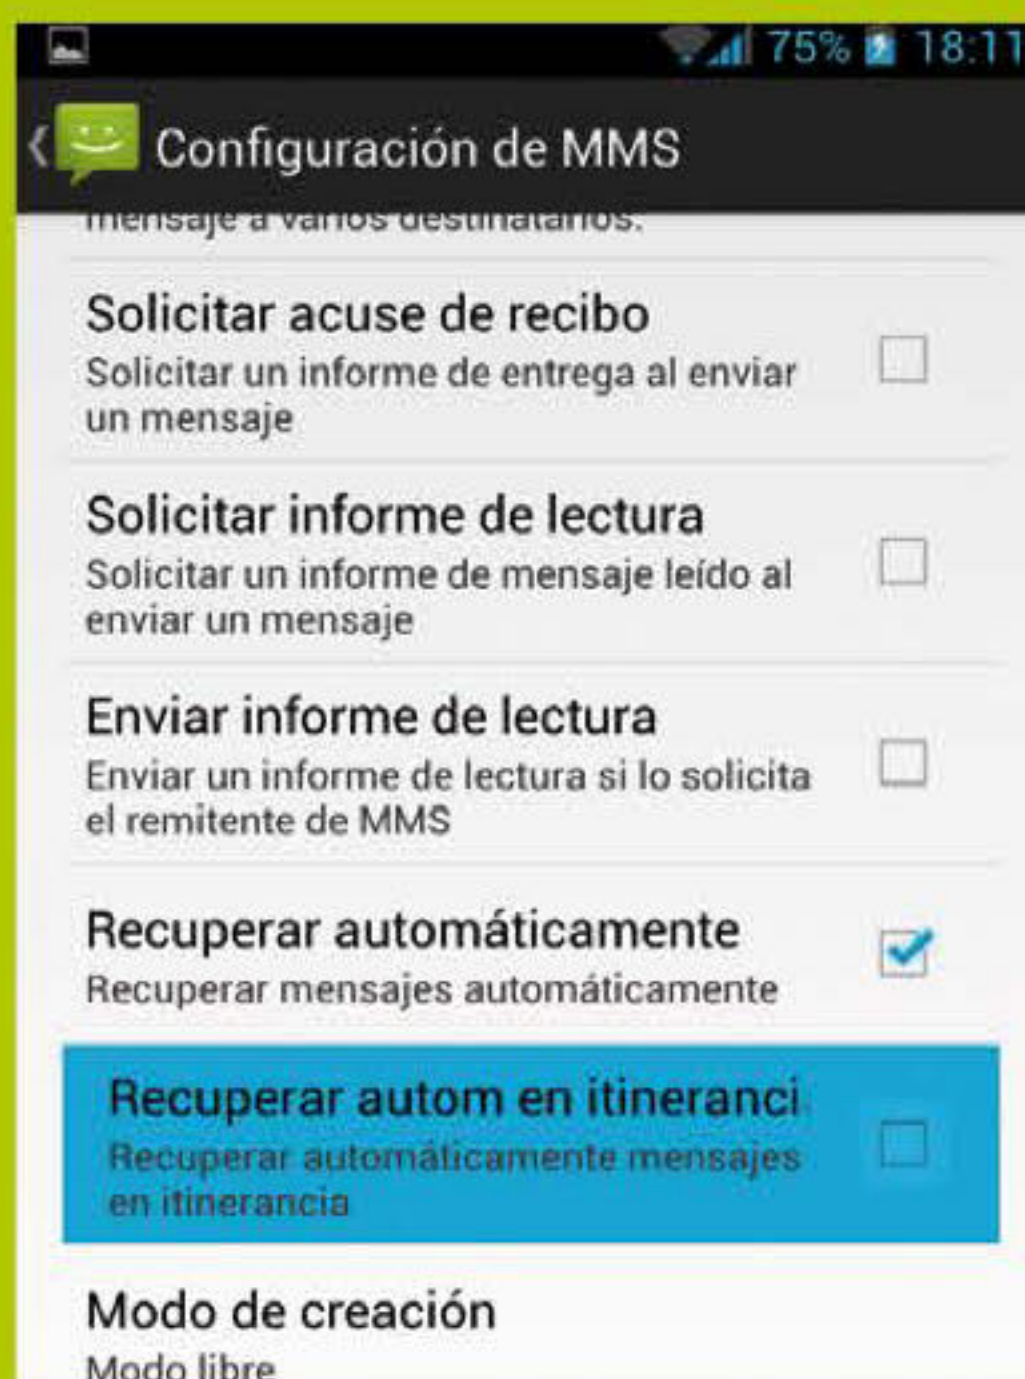 75% 18:11
Configuración de MMS
mensaje a varios destinatarios.
Solicitar acuse de recibo
Solicitar un informe de entrega al enviar
un mensaje
Solicitar informe de lectura
Solicitar un informe de mensaje leído al
enviar un mensaje
Enviar informe de lectura
Enviar un informe de lectura si lo solicita
el remitente de MMS
Recuperar automáticamente
Recuperar mensajes automáticamente
Recuperar autom en itineranci
Recuperar automáticamente mensajes
en itinerancia
Modo de creación
Modo libre